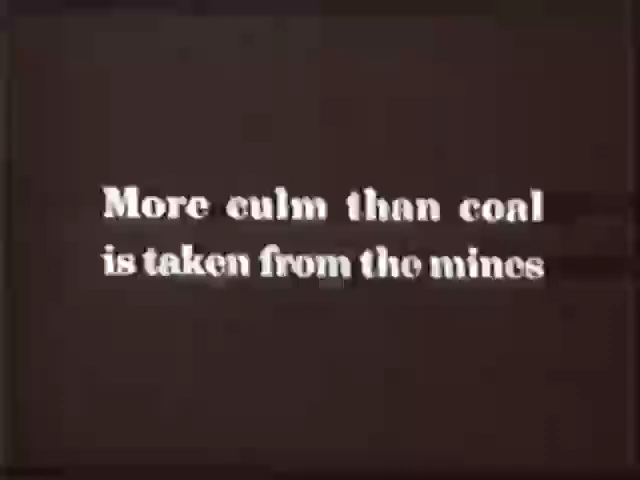 More culm than coal
is taken from the mines